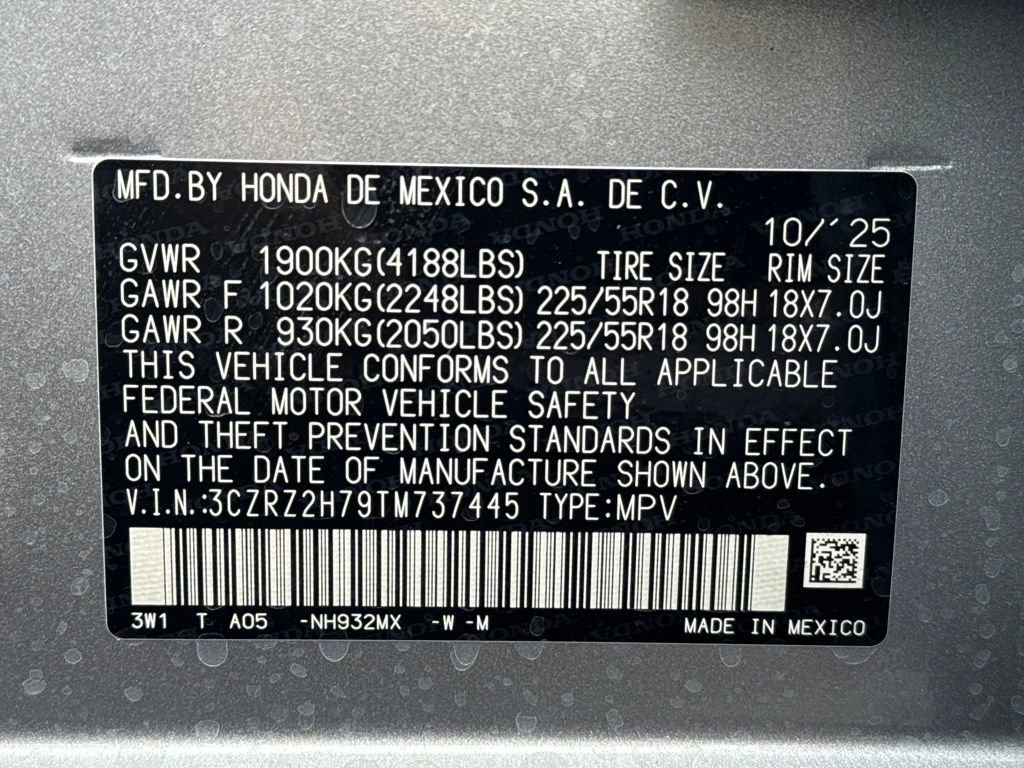 MFD.BY HONDA DE MEXICO S.A. DE C.V.
10/'25
GVWR 1900KG(4188LBS) TIRE SIZE RIM SIZE
GAWR F 1020KG(2248LBS) 225/55R18 98H 18X7.0J
GAWR R 930KG(2050LBS) 225/55R18 98H 18X7.0J
THIS VEHICLE CONFORMS TO ALL APPLICABLE
FEDERAL MOTOR VEHICLE SAFETY
AND THEFT PREVENTION STANDARDS IN EFFECT
ON THE DATE OF MANUFACTURE SHOWN ABOVE.
V.I.N.:3CZRZ2H79TM737445 TYPE:MPV
3W1 T A05 -NH932MX -W -M MADE IN MEXICO